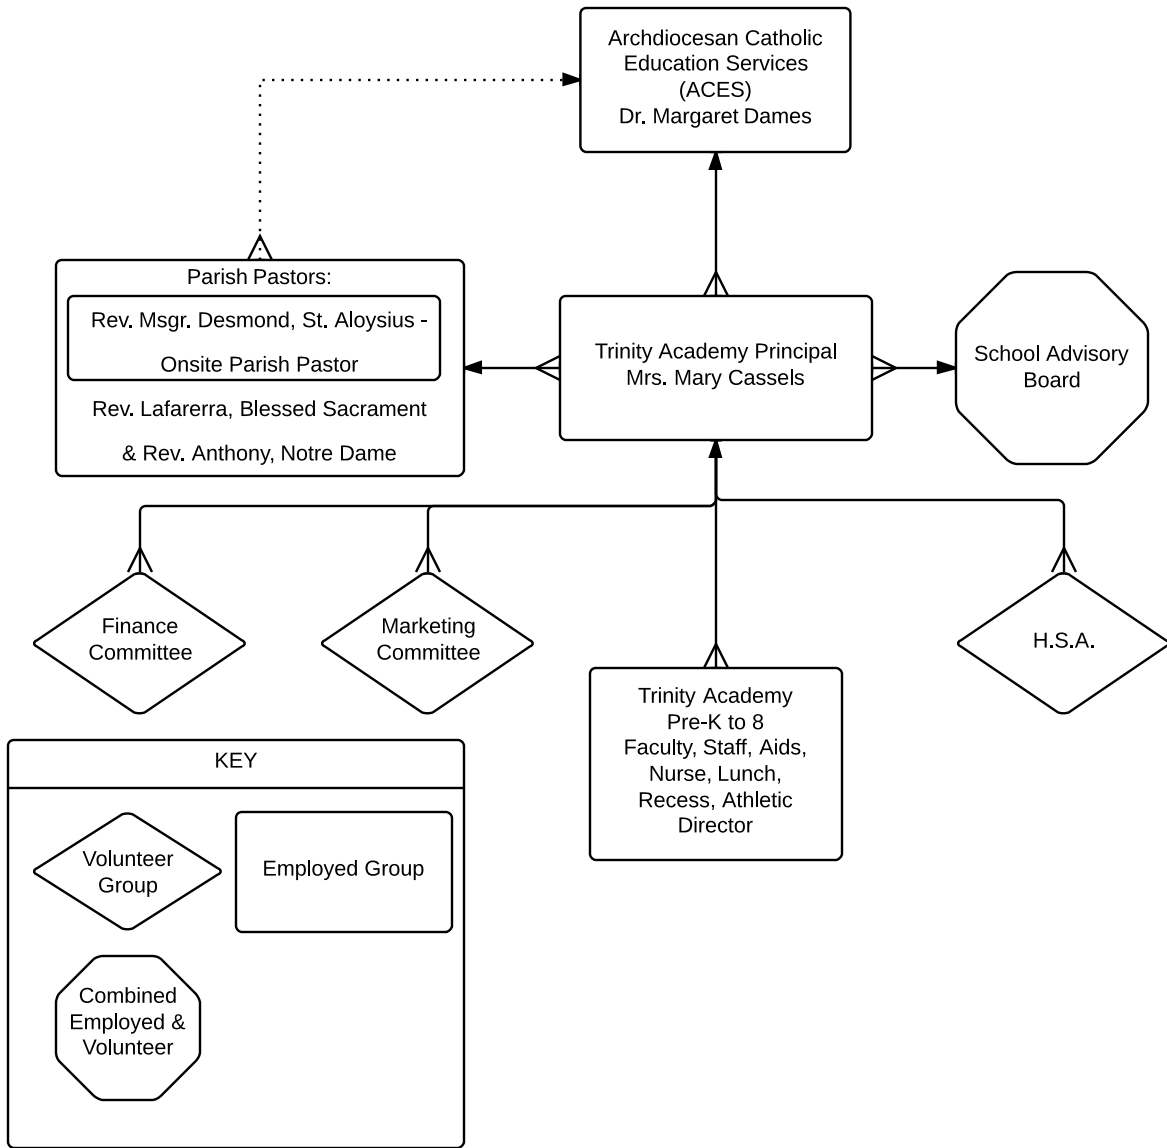 Archdiocesan Catholic
Education Services
(ACES)
Dr. Margaret Dames
Parish Pastors:
Rev. Msgr. Desmond, St. Aloysius -
Onsite Parish Pastor
Rev. Lafarerra, Blessed Sacrament
& Rev. Anthony, Notre Dame
Trinity Academy Principal
Mrs. Mary Cassels
School Advisory
Board
Finance
Committee
Marketing
Committee
Trinity Academy
Pre-K to 8
Faculty, Staff, Aids,
Nurse, Lunch,
Recess, Athletic
Director
H.S.A.
KEY
Volunteer
Group
Employed Group
Combined
Employed &
Volunteer